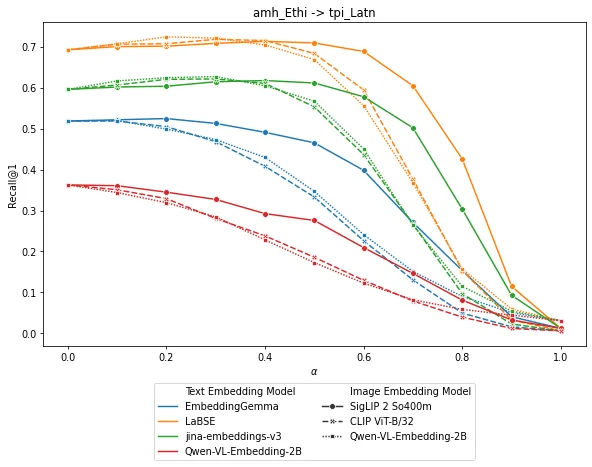 amh_Ethi -> tpi_Latn
Recall@1
0.7
0.6
0.5
0.4
0.3
0.2
0.1
0.0
0.0 0.2 0.4 0.6 0.8 1.0
α
Text Embedding Model Image Embedding Model
EmbeddingGemma SigLIP 2 So400m
LaBSE CLIP ViT-B/32
jina-embeddings-v3 Qwen-VL-Embedding-2B
Qwen-VL-Embedding-2B